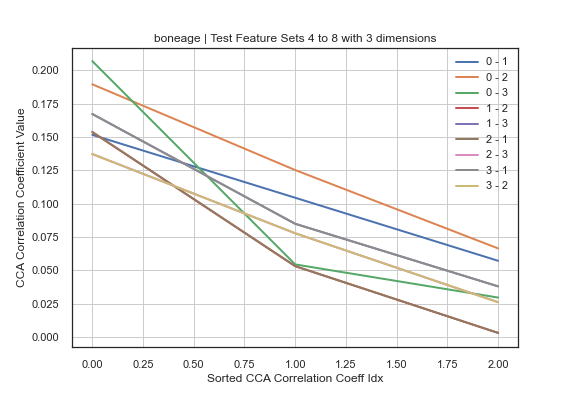 boneage | Test Feature Sets 4 to 8 with 3 dimensions
0 - 1
0 - 2
0 - 3
1 - 2
1 - 3
2 - 1
2 - 3
3 - 1
3 - 2
CCA Correlation Coefficient Value
0.200
0.175
0.150
0.125
0.100
0.075
0.050
0.025
0.000
0.00 0.25 0.50 0.75 1.00 1.25 1.50 1.75 2.00
Sorted CCA Correlation Coeff Idx